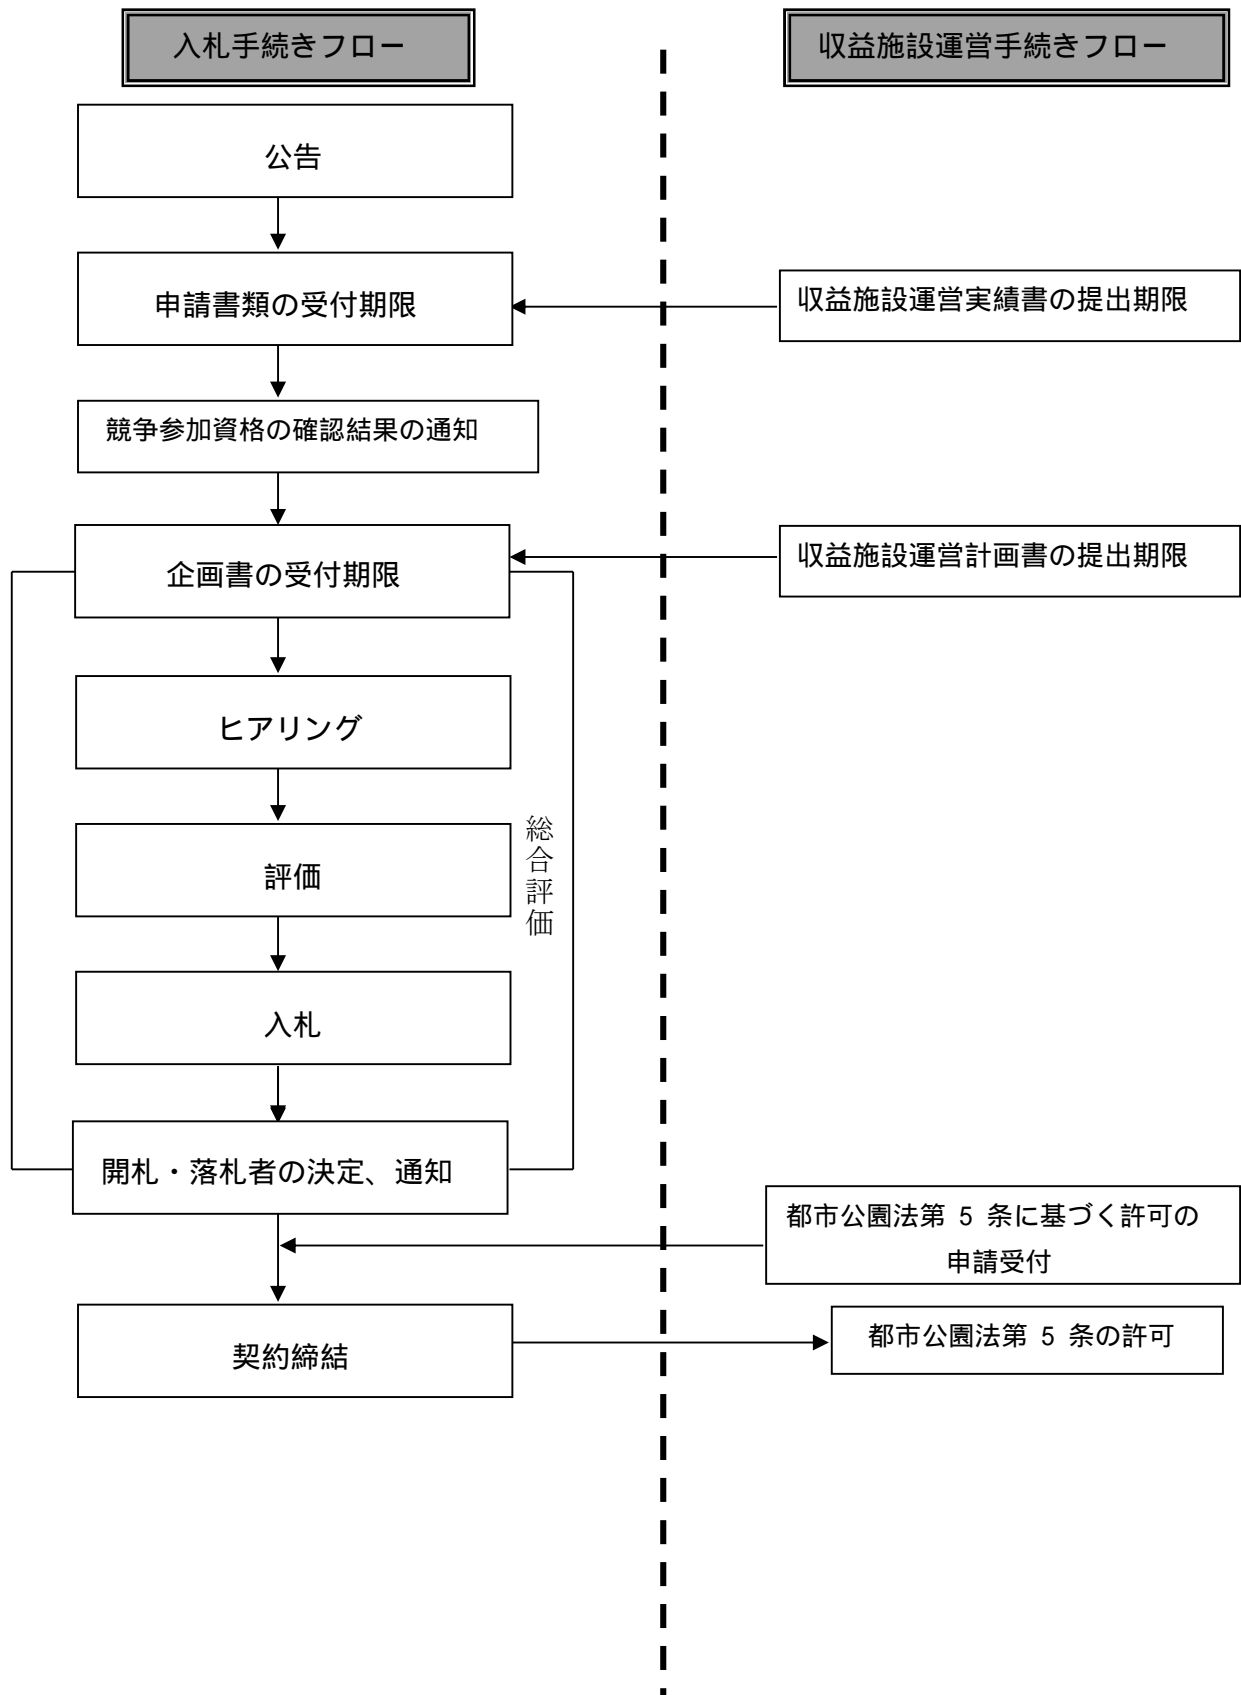 入札手続きフロー
収益施設運営手続きフロー
公告
申請書類の受付期限
収益施設運営実績書の提出期限
競争参加資格の確認結果の通知
企画書の受付期限
収益施設運営計画書の提出期限
ヒアリング
総合評価
評価
入札
開札・落札者の決定、通知
都市公園法第 5 条に基づく許可の
申請受付
契約締結
都市公園法第 5 条の許可